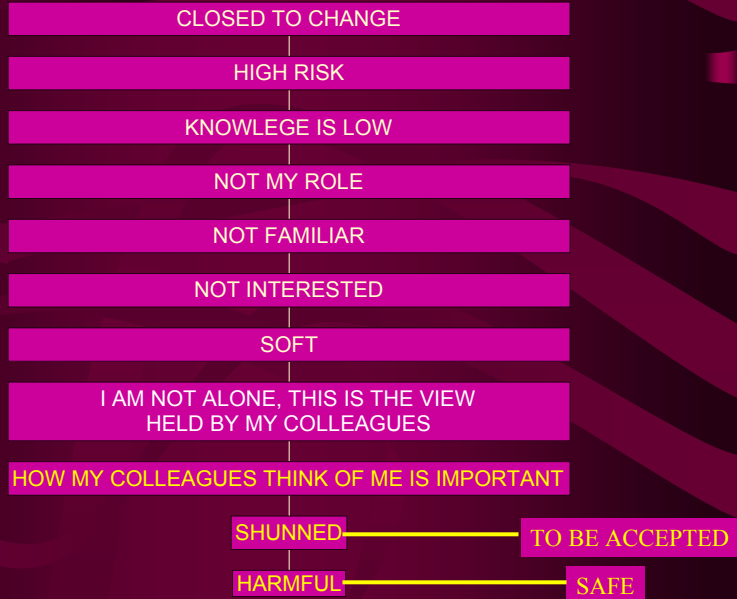 CLOSED TO CHANGE
HIGH RISK
KNOWLEGE IS LOW
NOT MY ROLE
NOT FAMILIAR
NOT INTERESTED
SOFT
I AM NOT ALONE, THIS IS THE VIEW
HELD BY MY COLLEAGUES
HOW MY COLLEAGUES THINK OF ME IS IMPORTANT
SHUNNED
TO BE ACCEPTED
HARMFUL
SAFE